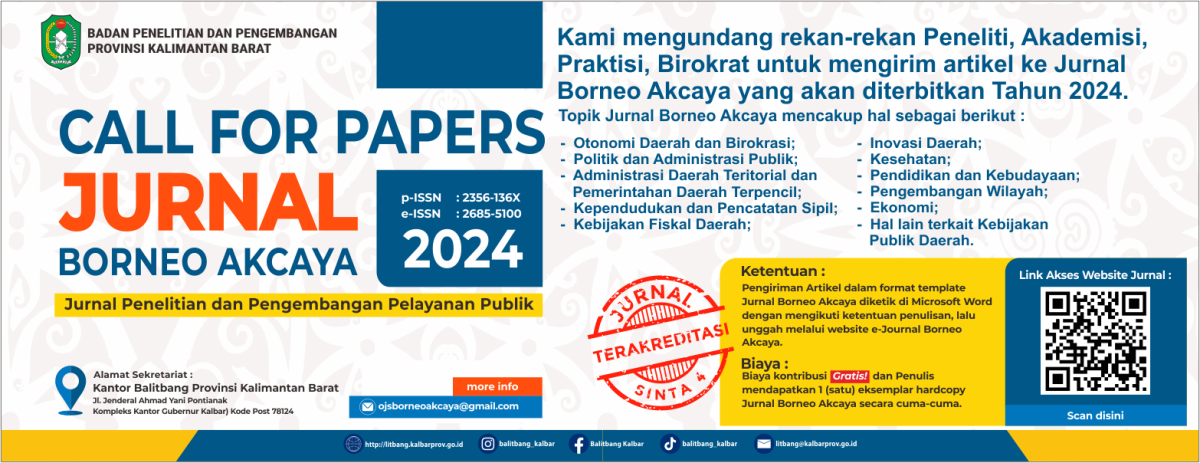 BADAN PENELITIAN DAN PENGEMBANGAN
PROVINSI KALIMANTAN BARAT
CALL FOR PAPERS
JURNAL
BORNEO AKCAYA
p-ISSN : 2356-136X
e-ISSN : 2685-5100
2024
Jurnal Penelitian dan Pengembangan Pelayanan Publik
Alamat Sekretariat :
Kantor Balitbang Provinsi Kalimantan Barat
Jl. Jenderal Ahmad Yani Pontianak
Kompleks Kantor Gubernur Kalbar) Kode Post 78124
more info
ojsborneoakcaya@gmail.com
Kami mengundang rekan-rekan Peneliti, Akademisi,
Praktisi, Birokrat untuk mengirim artikel ke Jurnal
Borneo Akcaya yang akan diterbitkan Tahun 2024.
Topik Jurnal Borneo Akcaya mencakup hal sebagai berikut :
- Otonomi Daerah dan Birokrasi;
- Politik dan Administrasi Publik;
- Administrasi Daerah Teritorial dan
Pemerintahan Daerah Terpencil;
- Kependudukan dan Pencatatan Sipil;
- Kebijakan Fiskal Daerah;
- Inovasi Daerah;
- Kesehatan;
- Pendidikan dan Kebudayaan;
- Pengembangan Wilayah;
- Ekonomi;
- Hal lain terkait Kebijakan
Publik Daerah.
JURNAL
TERAKREDITASI
SINTA 4
Ketentuan :
Pengiriman Artikel dalam format template
Jurnal Borneo Akcaya diketik di Microsoft Word
dengan mengikuti ketentuan penulisan, lalu
unggah melalui website e-Journal Borneo
Akcaya.
Biaya :
Biaya kontribusi Gratis! dan Penulis
mendapatkan 1 (satu) eksemplar hardcopy
Jurnal Borneo Akcaya secara cuma-cuma.
Link Akses Website Jurnal :
Scan disini
http://litbang.kalbarprov.go.id
balitbang_kalbar
Balitbang Kalbar
balitbang_kalbar
litbang@kalbarprov.go.id